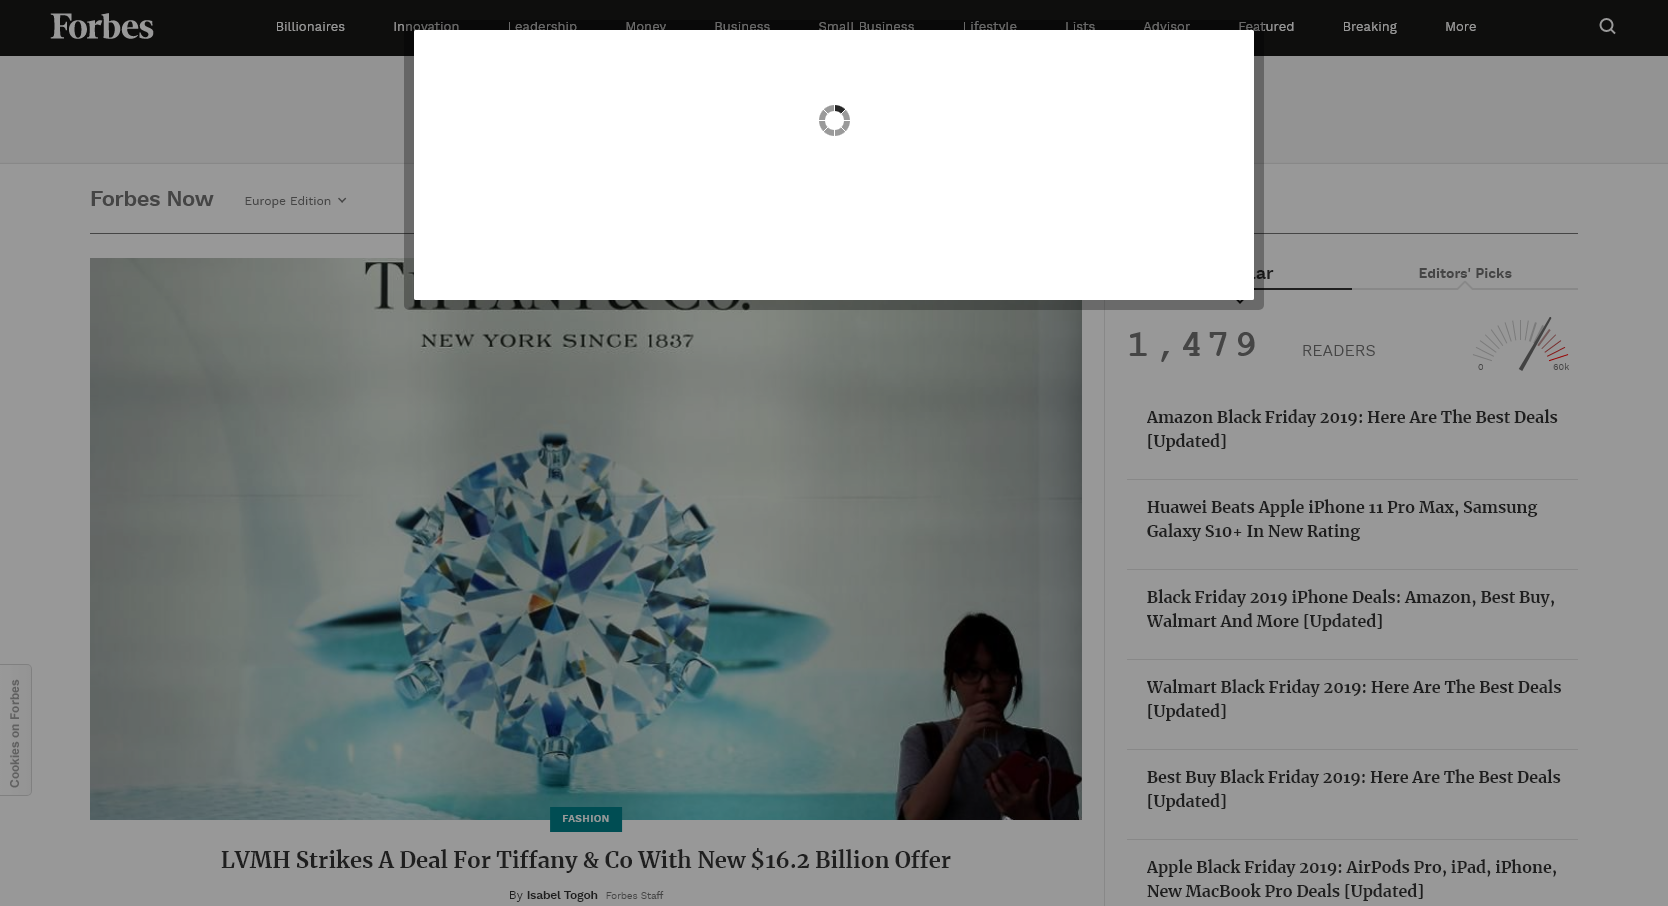 Forbes
Billionaires
Innovation
Leadership
Money
Business
Small Business
Lifestyle
Lists
Advisor
Featured
Breaking
More
Forbes Now
Europe Edition
Editors' Picks
TIFFANY & CO.
NEW YORK SINCE 1837
1,479 READERS
0
60k
Amazon Black Friday 2019: Here Are The Best Deals
[Updated]
Huawei Beats Apple iPhone 11 Pro Max, Samsung
Galaxy S10+ In New Rating
Black Friday 2019 iPhone Deals: Amazon, Best Buy,
Walmart And More [Updated]
Walmart Black Friday 2019: Here Are The Best Deals
[Updated]
Best Buy Black Friday 2019: Here Are The Best Deals
[Updated]
Apple Black Friday 2019: AirPods Pro, iPad, iPhone,
New MacBook Pro Deals [Updated]
Cookies on Forbes
FASHION
LVMH Strikes A Deal For Tiffany & Co With New $16.2 Billion Offer
By Isabel Togoh Forbes Staff